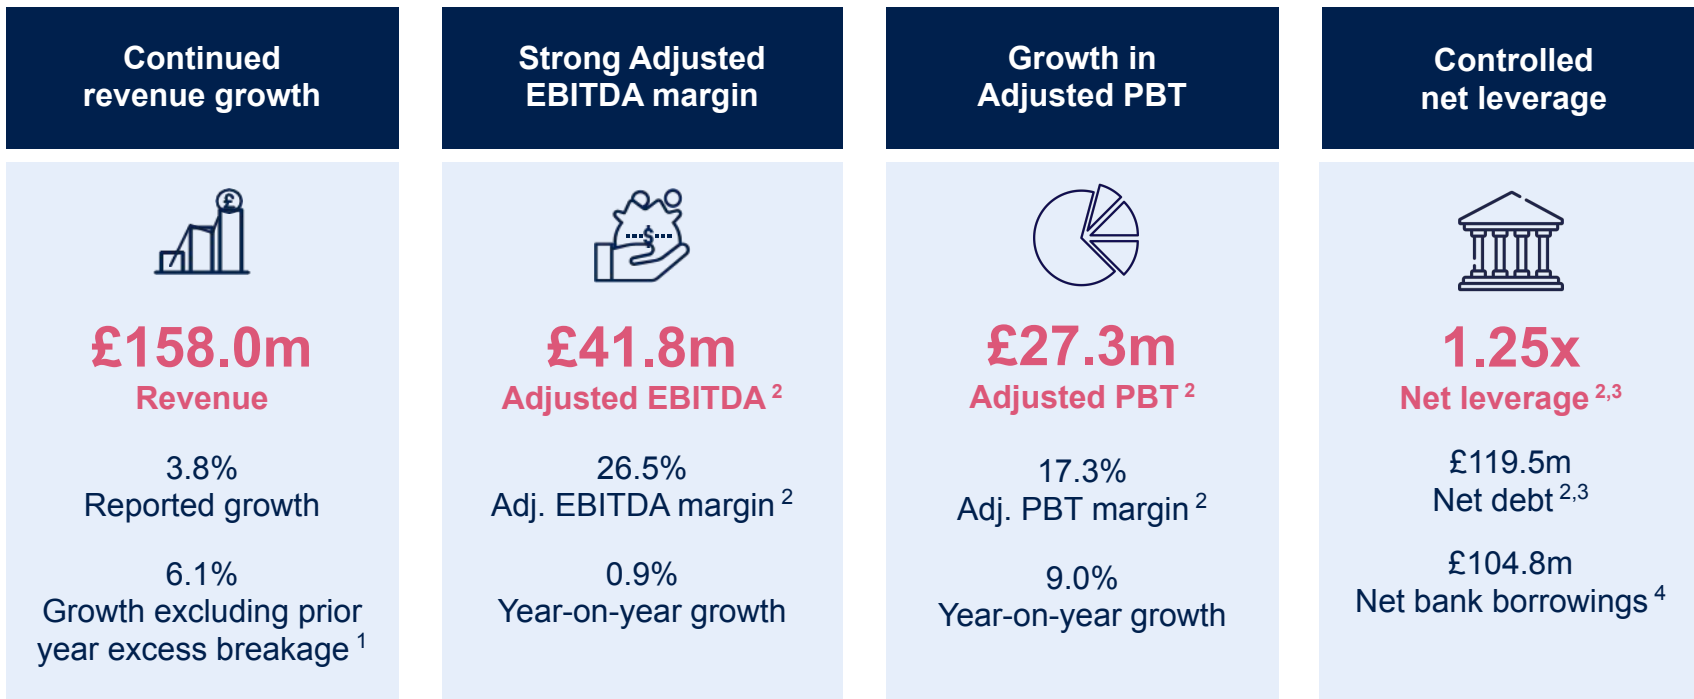 Continued
revenue growth
£
£158.0m
Revenue
3.8%
Reported growth
6.1%
Growth excluding prior
year excess breakage 1
Strong Adjusted
EBITDA margin
$
£41.8m
Adjusted EBITDA 2
26.5%
Adj. EBITDA margin 2
0.9%
Year-on-year growth
Growth in
Adjusted PBT
£27.3m
Adjusted PBT 2
17.3%
Adj. PBT margin 2
9.0%
Year-on-year growth
Controlled
net leverage
1.25x
Net leverage 2,3
£119.5m
Net debt 2,3
£104.8m
Net bank borrowings 4